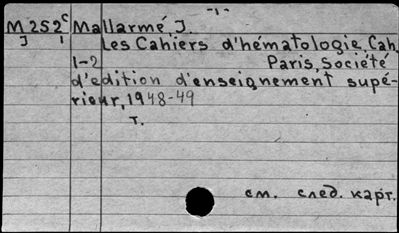 -1-
M 252ᶜ Mallarmé, J.
J 1 Les Cahiers d'hématologie, Cah.
1-2 Paris, Société
d'edition d'enseignement supé-
rieur, 1948-49
т.
см. след. карт.